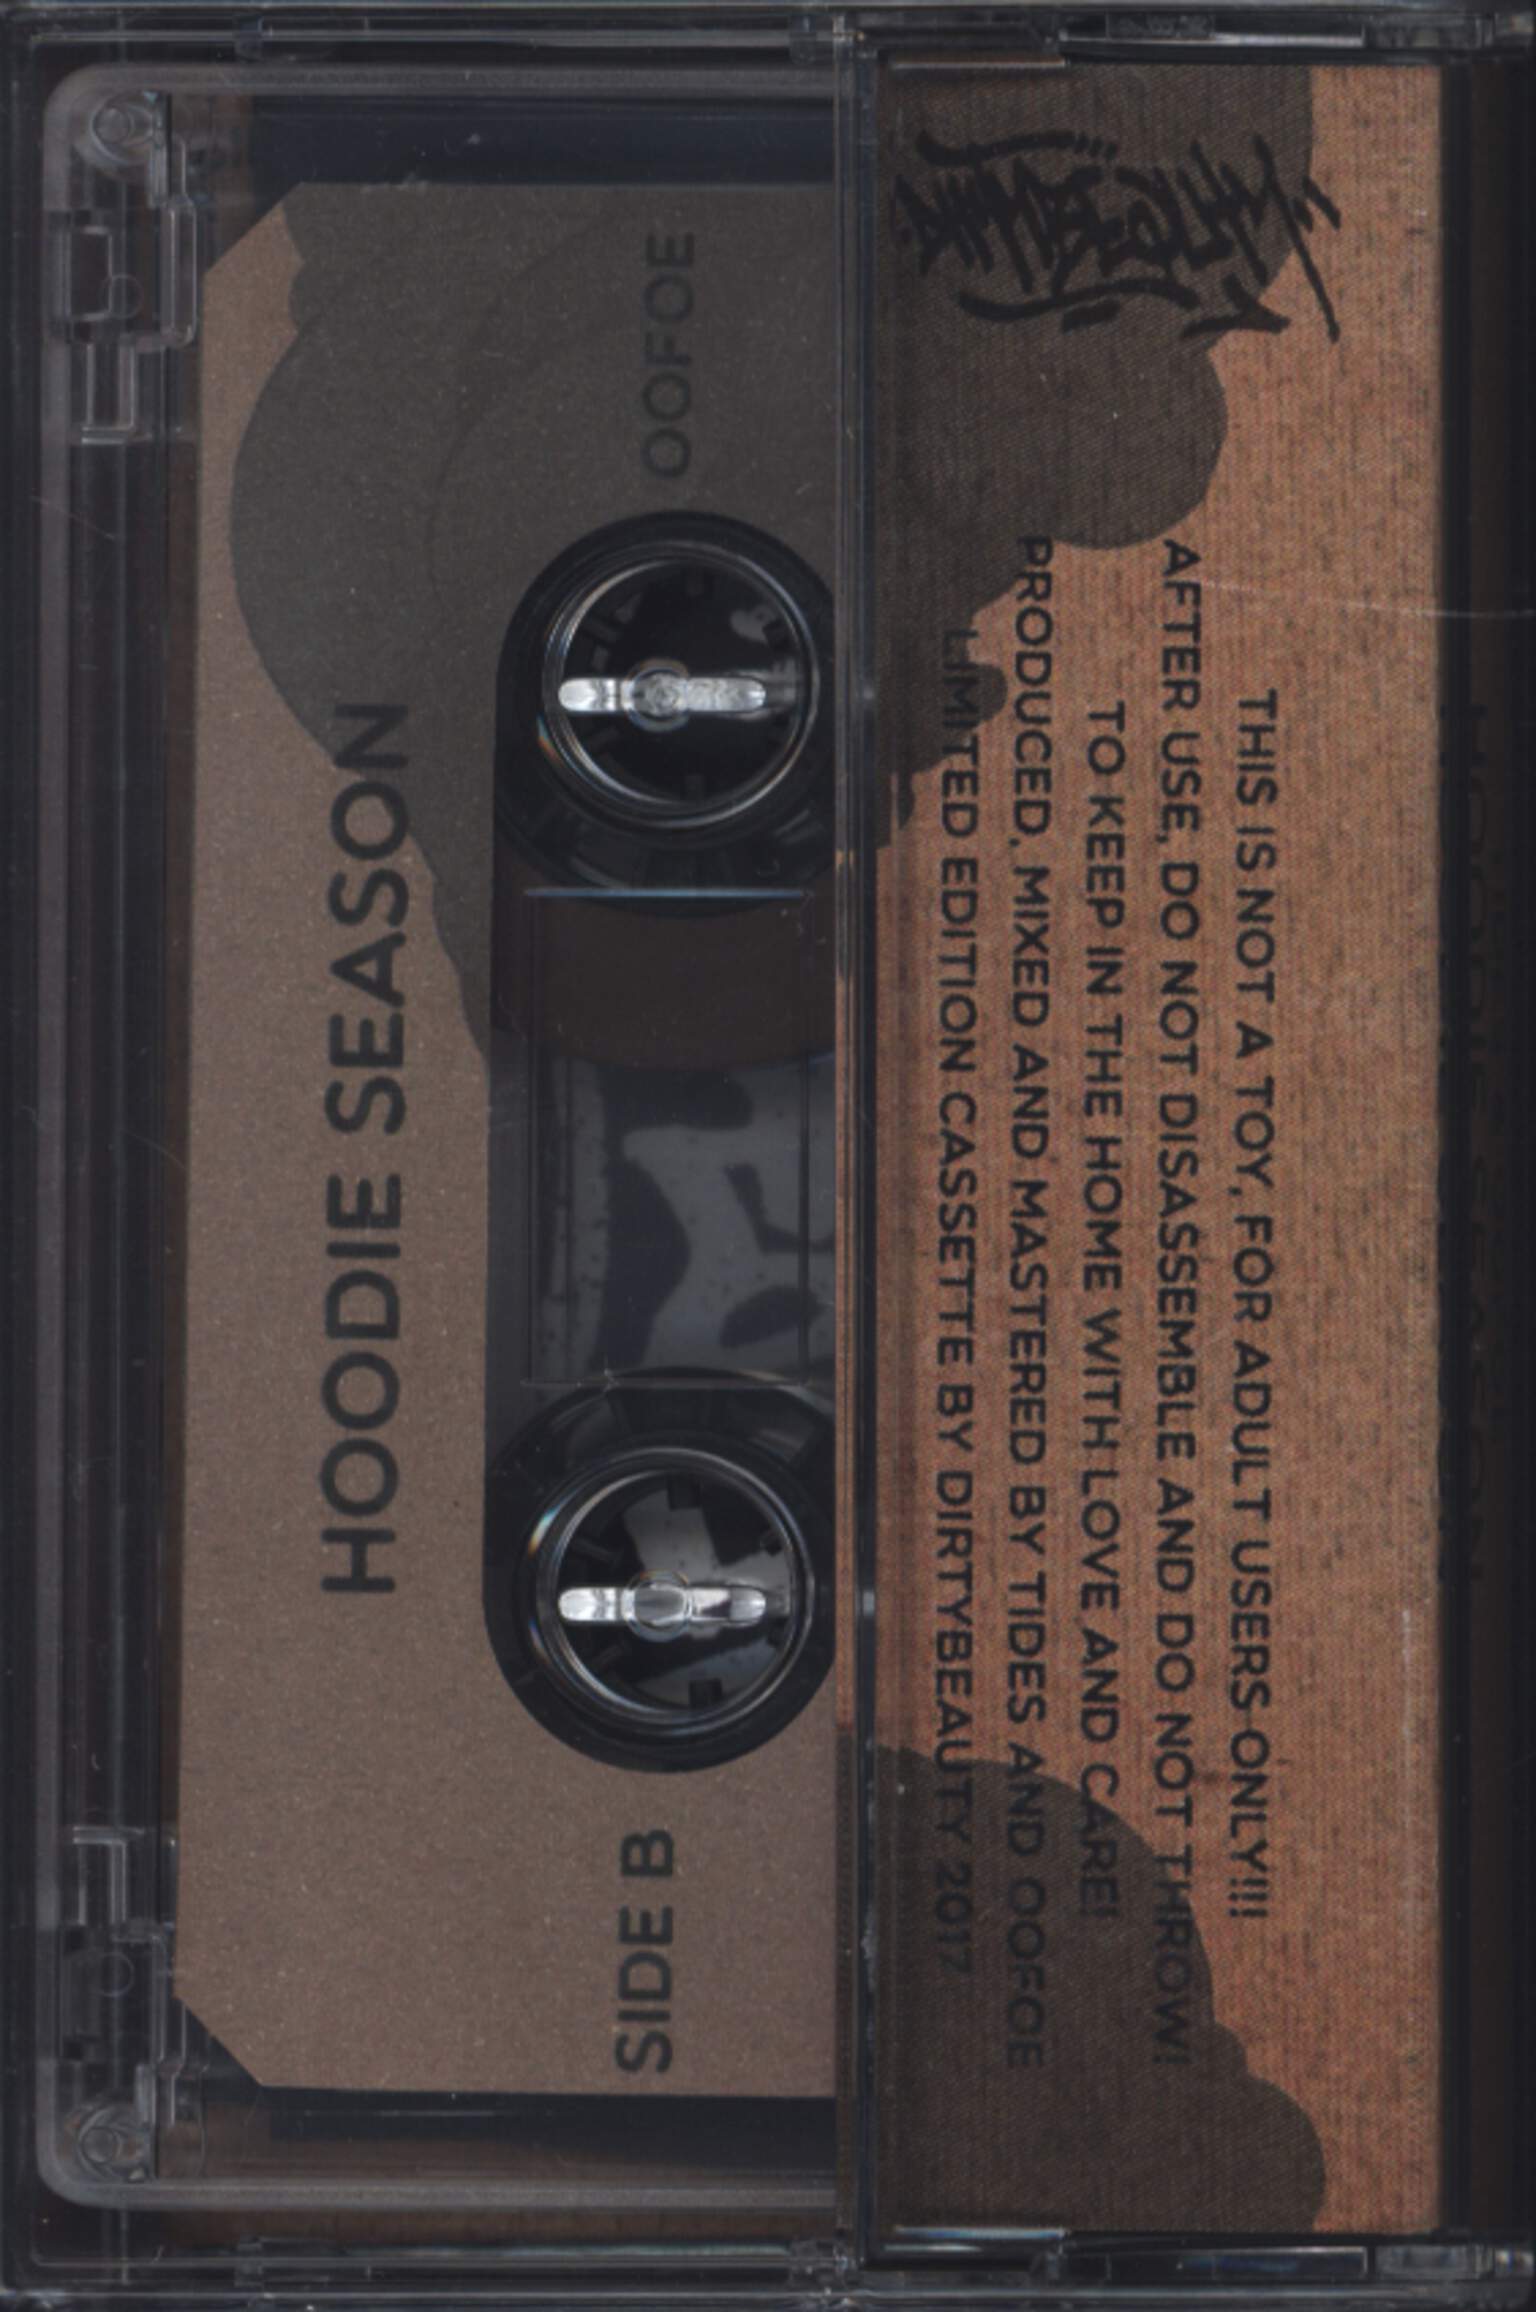 HOODIE SEASON
SIDE B
OOFOE
THIS IS NOT A TOY, FOR ADULT USERS ONLY!!!
AFTER USE, DO NOT DISASSEMBLE AND DO NOT THROW!
TO KEEP IN THE HOME WITH LOVE AND CARE!
PRODUCED, MIXED AND MASTERED BY TIDES AND OOFOE
LIMITED EDITION CASSETTE BY DIRTYBEAUTY 2017